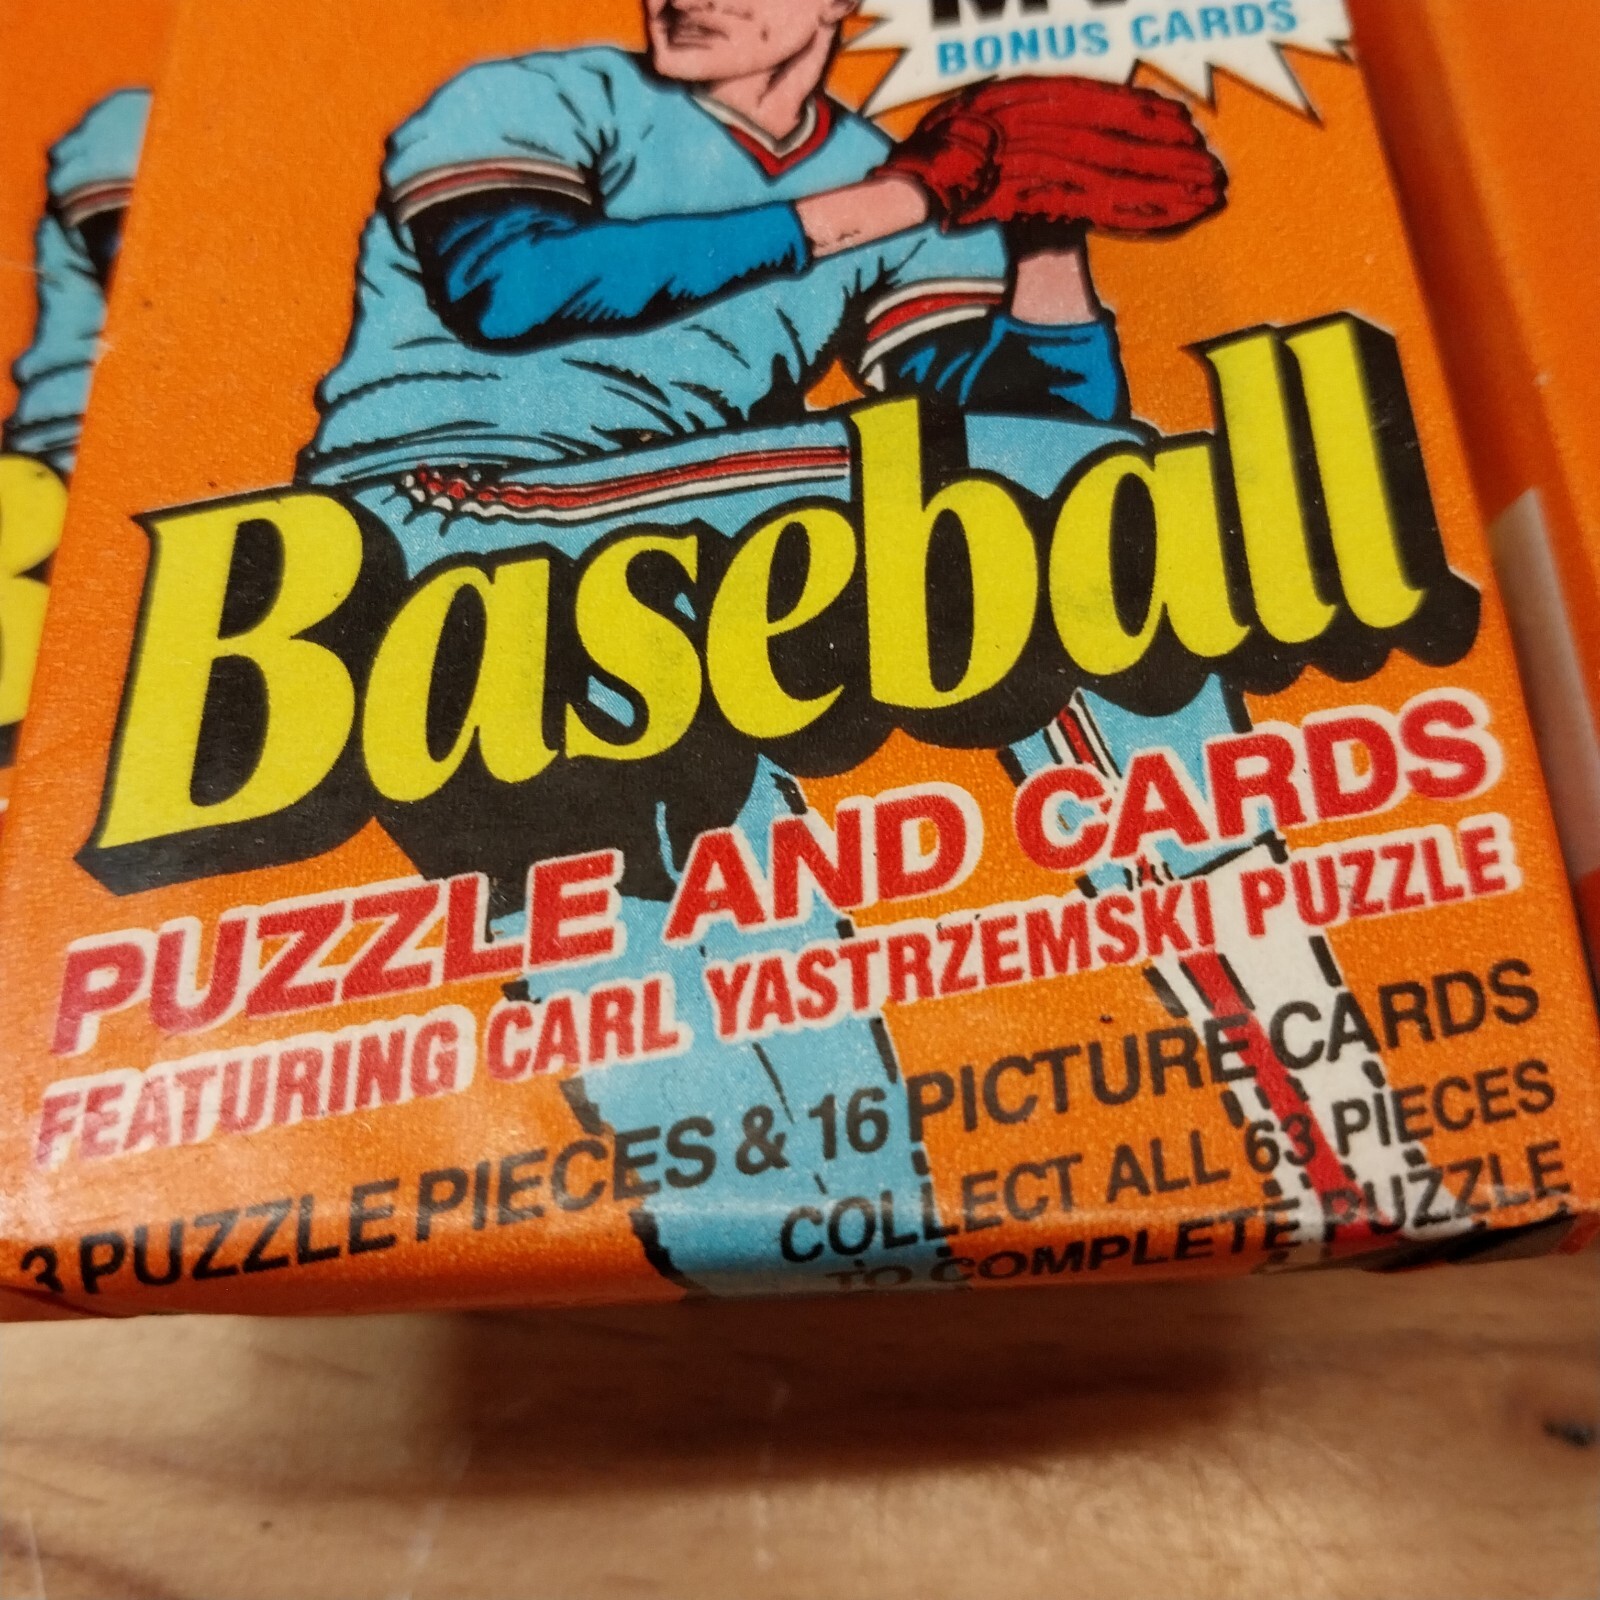 BONUS CARDS
Baseball
PUZZLE AND CARDS
FEATURING CARL YASTRZEMSKI PUZZLE
3 PUZZLE PIECES & 16 PICTURE CARDS
COLLECT ALL 63 PIECES
TO COMPLETE PUZZLE